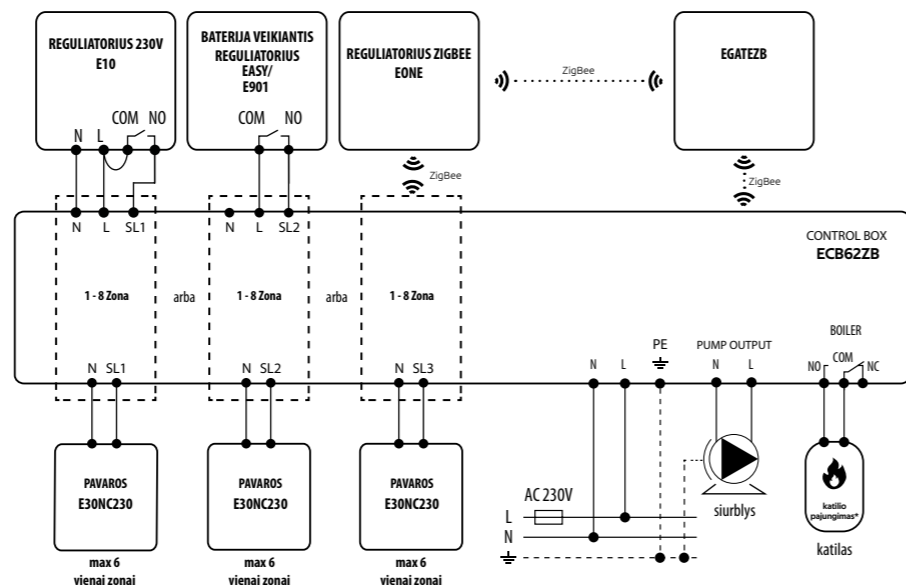 REGULIATORIUS 230V
E10
N L COM NO
BATERIJA VEIKIANTIS
REGULIATORIUS
EASY/
E901
COM NO
REGULIATORIUS ZIGBEE
EONE
ZigBee
EGATEZB
ZigBee
ZigBee
N L SL1
N L SL2
CONTROL BOX
ECB62ZB
1 - 8 Zona
arba
1 - 8 Zona
arba
1 - 8 Zona
N SL1
N SL2
N SL3
N L
PE
PUMP OUTPUT
N L
BOILER
NO COM NC
PAVAROS
E30NC230
PAVAROS
E30NC230
PAVAROS
E30NC230
max 6
vienai zonai
max 6
vienai zonai
max 6
vienai zonai
AC 230V
L
N
siurblys
katilio
pajungimas*
katilas